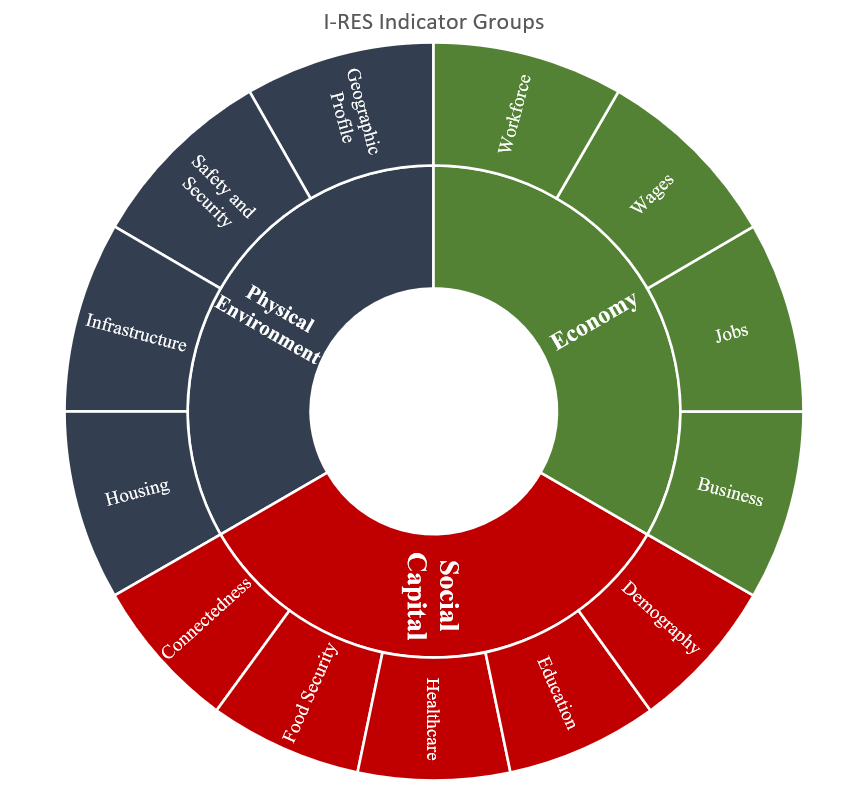 I-RES Indicator Groups
Workforce
Wages
Jobs
Business
Economy
Demography
Education
Healthcare
Food Security
Connectedness
Social
Capital
Housing
Infrastructure
Safety and
Security
Geographic
Profile
Physical
Environment